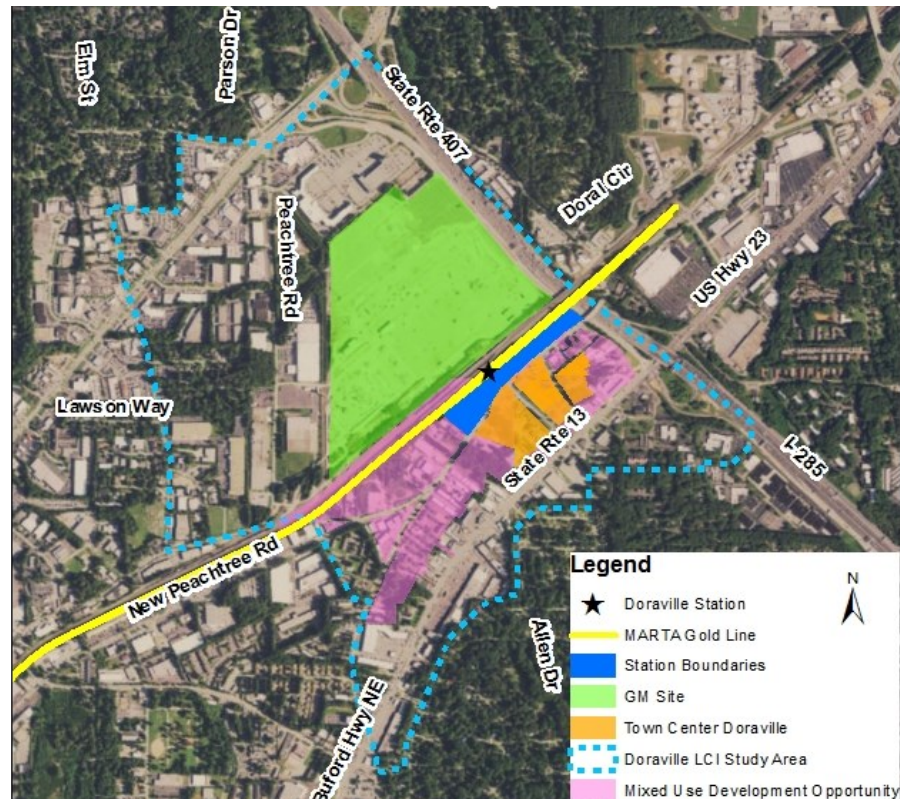 Elm St
Parson Dr
State Rte 407
Doral Cir
Peachtree Rd
US Hwy 23
Lawson Way
State Rte 13
I-285
New Peachtree Rd
Allen Dr
Buford Hwy NE
Legend
N
Doraville Station
MARTA Gold Line
Station Boundaries
GM Site
Town Center Doraville
Doraville LCI Study Area
Mixed Use Development Opportunity